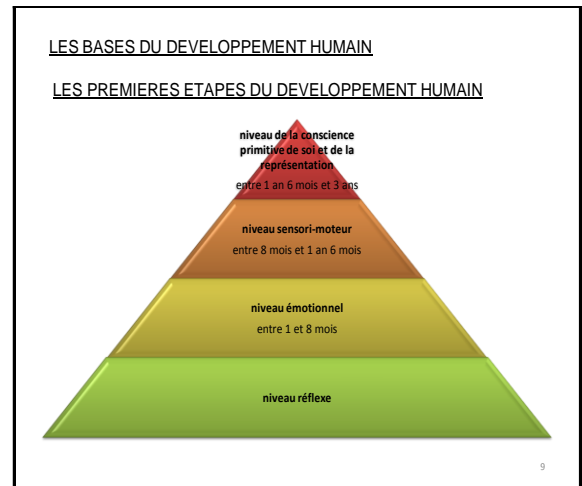 LES BASES DU DEVELOPPEMENT HUMAIN
LES PREMIERES ETAPES DU DEVELOPPEMENT HUMAIN
niveau de la conscience
primitive de soi et de la
représentation
entre 1 an 6 mois et 3 ans
niveau sensori-moteur
entre 8 mois et 1 an 6 mois
niveau émotionnel
entre 1 et 8 mois
niveau réflexe
9